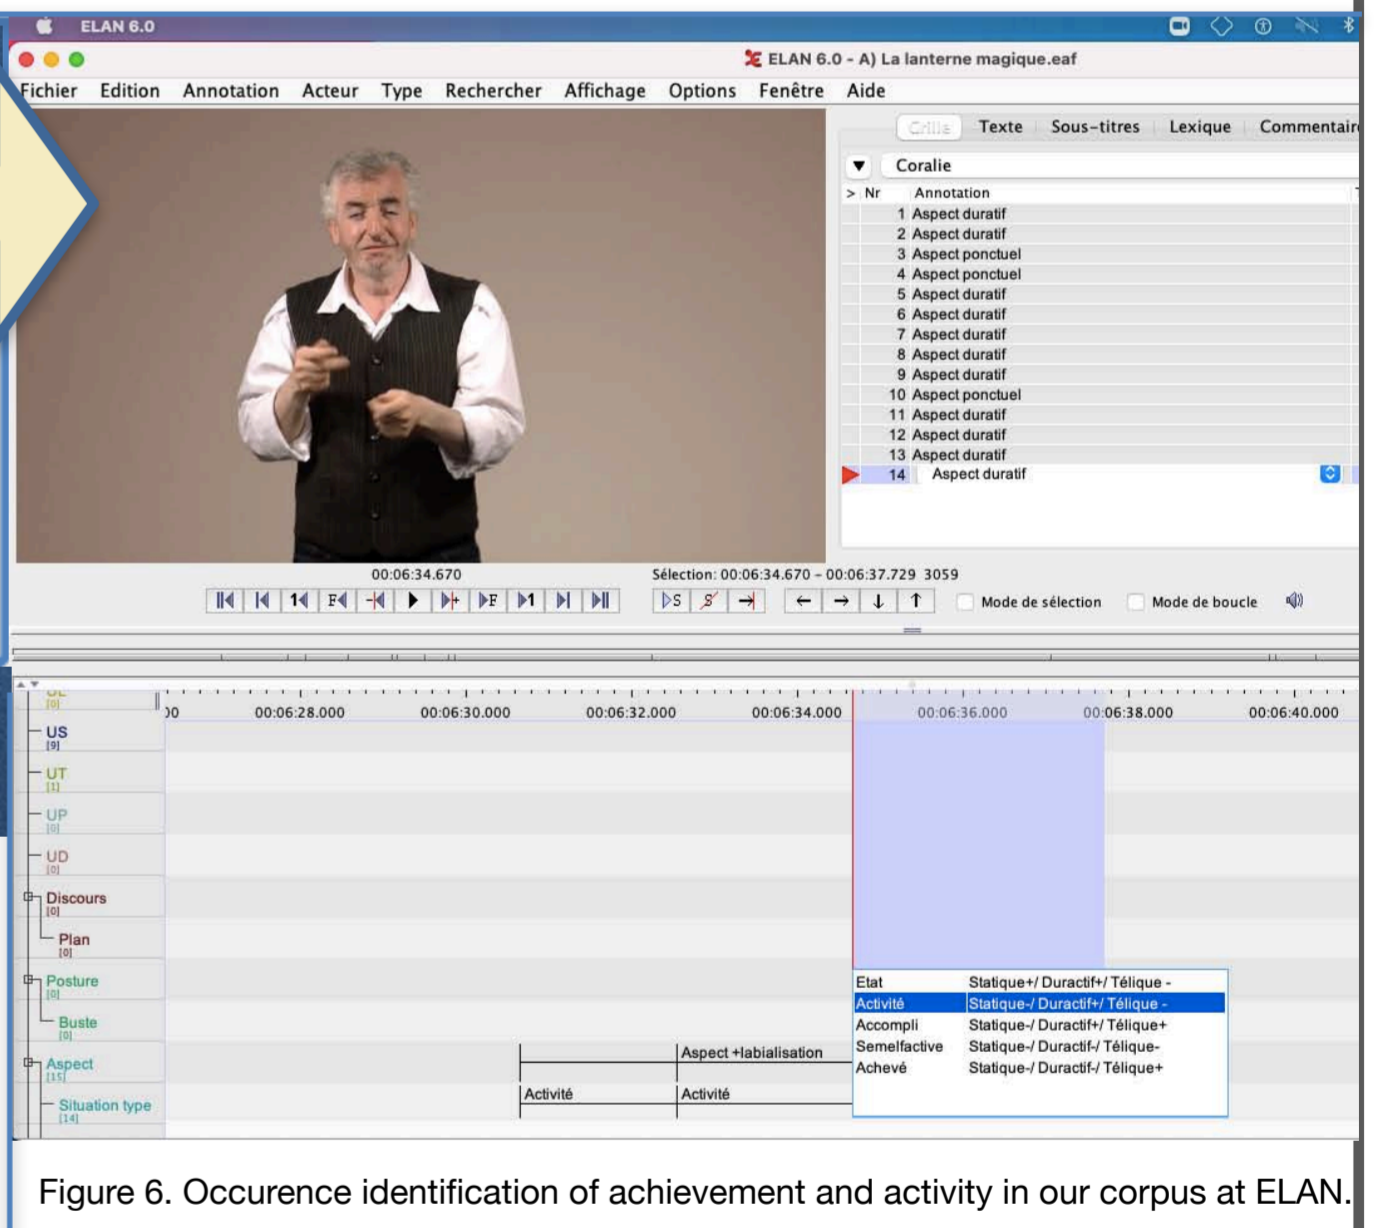 ELAN 6.0
ELAN 6.0 - A) La lanterne magique.eaf
Fichier Edition Annotation Acteur Type Rechercher Affichage Options Fenêtre Aide
Grille Texte Sous-titres Lexique Commentair
Coralie
> Nr Annotation
1 Aspect duratif
2 Aspect duratif
3 Aspect ponctuel
4 Aspect ponctuel
5 Aspect duratif
6 Aspect duratif
7 Aspect duratif
8 Aspect duratif
9 Aspect duratif
10 Aspect ponctuel
11 Aspect duratif
12 Aspect duratif
13 Aspect duratif
14 Aspect duratif
00:06:34.670
Sélection: 00:06:34.670 - 00:06:37.729 3059
Mode de sélection Mode de boucle
[0]
00:06:28.000 00:06:30.000 00:06:32.000 00:06:34.000 00:06:36.000 00:06:38.000 00:06:40.000
US
[9]
UT
[1]
UP
[0]
UD
[0]
Discours
[0]
Plan
[0]
Posture
[0]
Buste
[0]
Aspect
[15]
Aspect +labialisation
Situation type
[14]
Activité Activité
Etat Statique+/ Duractif+/ Télique -
Activité Statique-/ Duractif+/ Télique -
Accompli Statique-/ Duractif+/ Télique+
Semelfactive Statique-/ Duractif-/ Télique-
Achevé Statique-/ Duractif-/ Télique+
Figure 6. Occurence identification of achievement and activity in our corpus at ELAN.